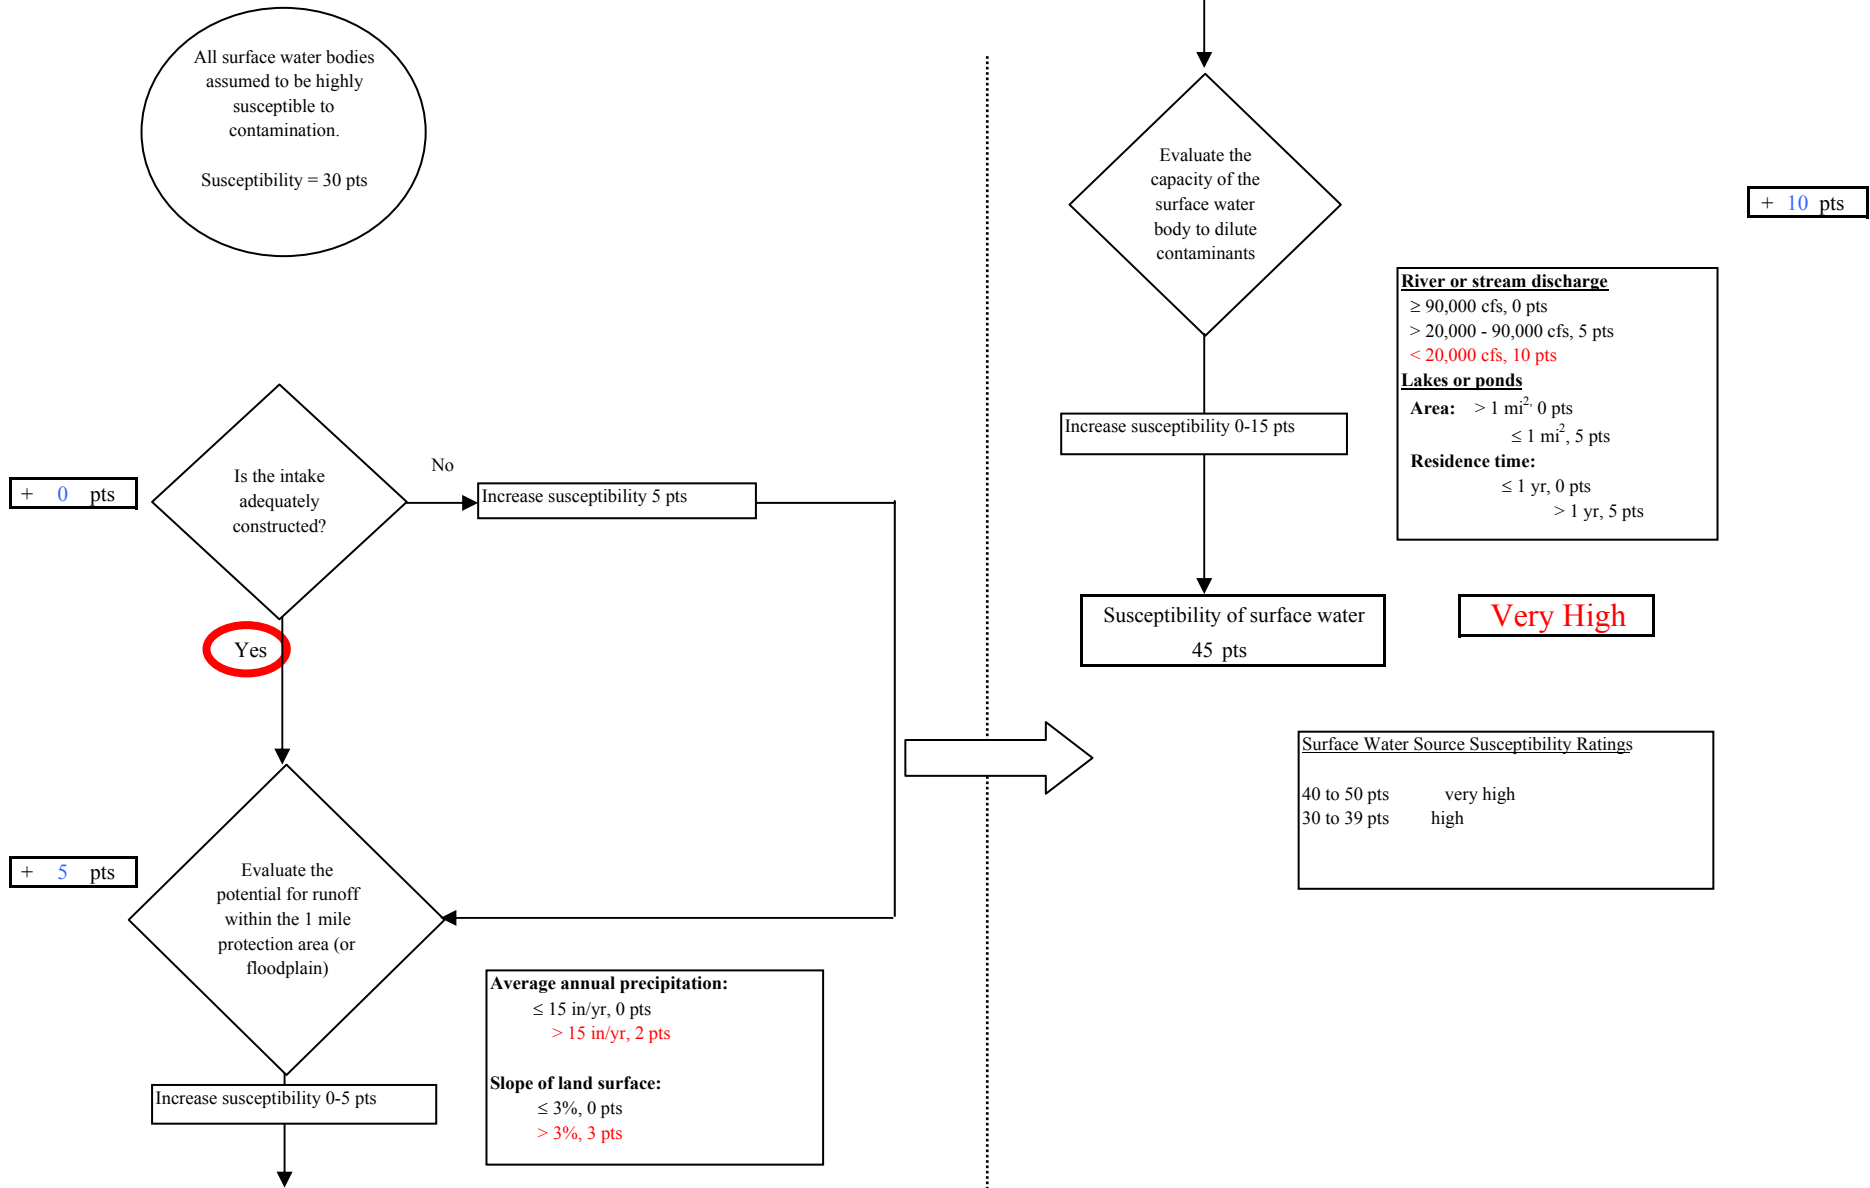 All surface water bodies
assumed to be highly
susceptible to
contamination.
Susceptibility = 30 pts
+ 0 pts
Is the intake
adequately
constructed?
No
Increase susceptibility 5 pts
Yes
+ 5 pts
Evaluate the
potential for runoff
within the 1 mile
protection area (or
floodplain)
Average annual precipitation:
≤ 15 in/yr, 0 pts
> 15 in/yr, 2 pts
Slope of land surface:
≤ 3%, 0 pts
> 3%, 3 pts
Increase susceptibility 0-5 pts
Evaluate the
capacity of the
surface water
body to dilute
contaminants
+ 10 pts
River or stream discharge
≥ 90,000 cfs, 0 pts
> 20,000 - 90,000 cfs, 5 pts
< 20,000 cfs, 10 pts
Lakes or ponds
Area: > 1 mi², 0 pts
≤ 1 mi², 5 pts
Residence time:
≤ 1 yr, 0 pts
> 1 yr, 5 pts
Increase susceptibility 0-15 pts
Susceptibility of surface water
45 pts
Very High
Surface Water Source Susceptibility Ratings
40 to 50 pts very high
30 to 39 pts high